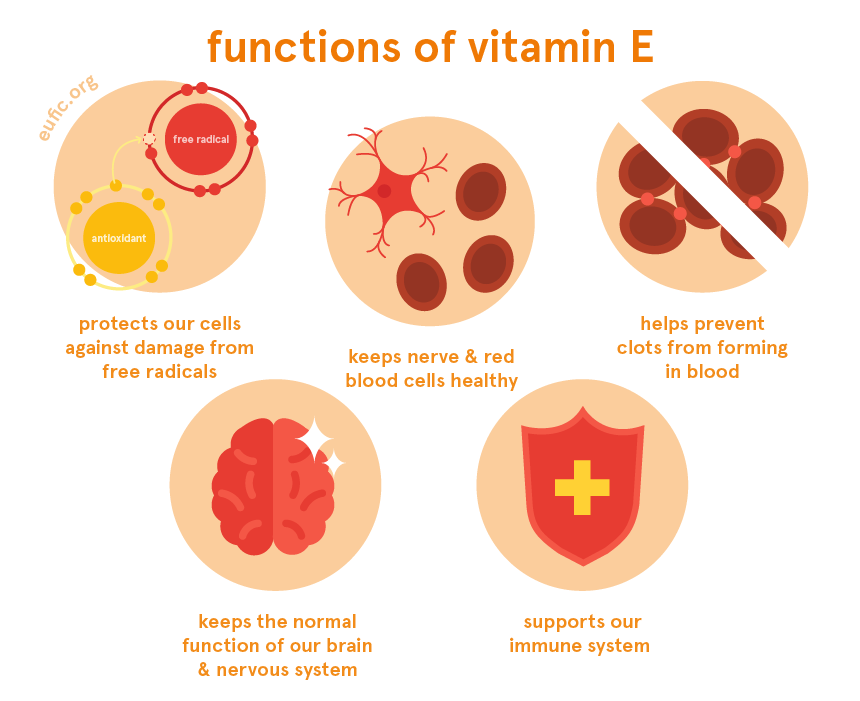 functions of vitamin E
eufic.org
free radical
antioxidant
protects our cells
against damage from
free radicals
keeps nerve & red
blood cells healthy
helps prevent
clots from forming
in blood
keeps the normal
function of our brain
& nervous system
supports our
immune system